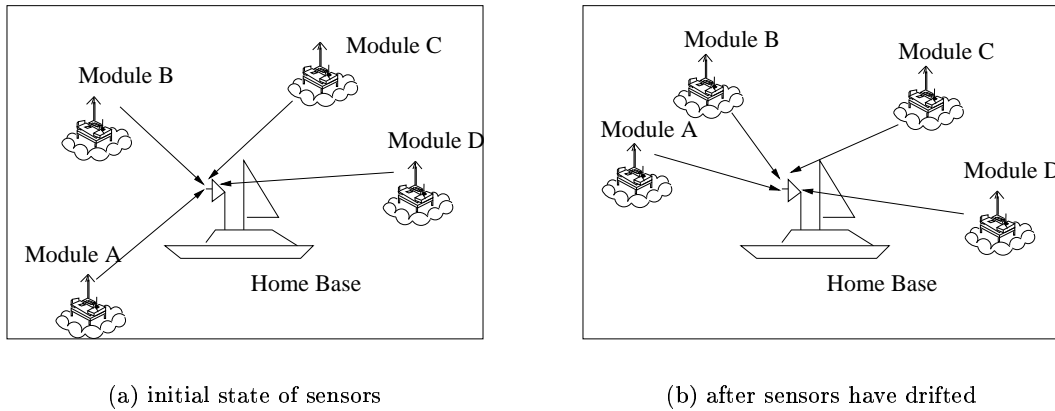 Module C
Module B
Module D
Module A
Home Base
(a) initial state of sensors
Module B
Module C
Module A
Module D
Home Base
(b) after sensors have drifted